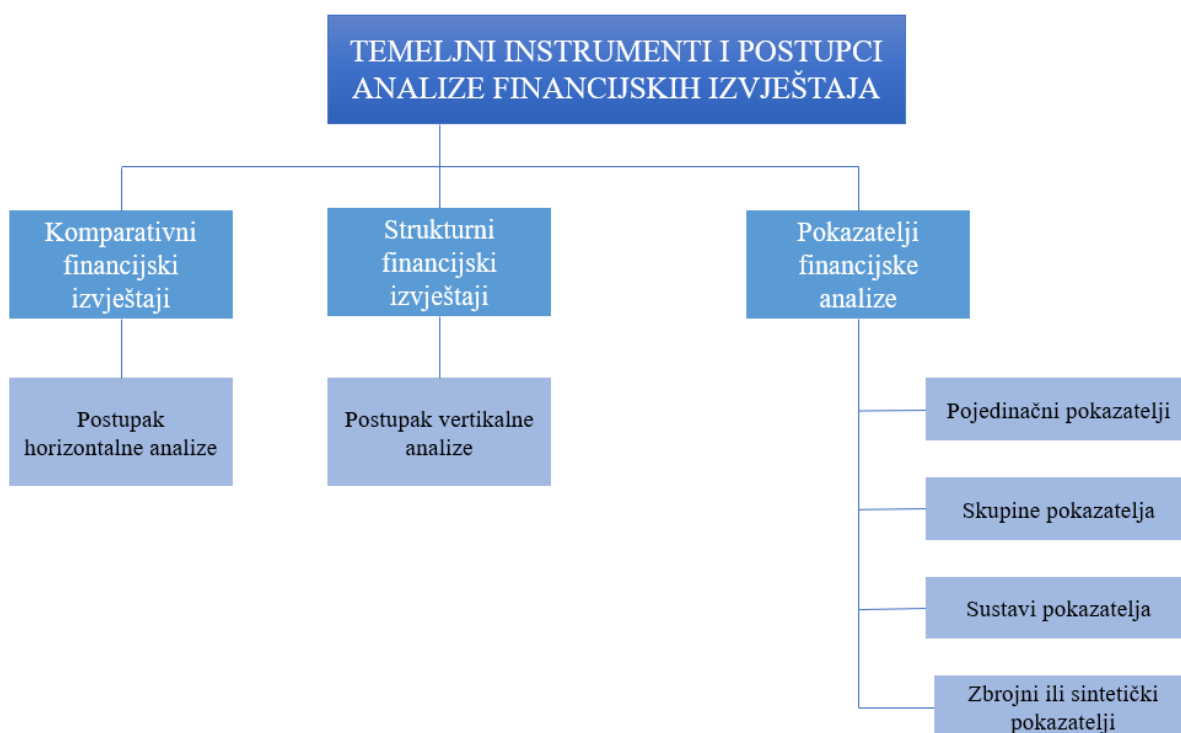 TEMELJNI INSTRUMENTI I POSTUPCI
ANALIZE FINANCIJSKIH IZVJEŠTAJA
Komparativni
financijski
izvještaji
Strukturni
financijski
izvještaji
Pokazatelji
financijske
analize
Postupak
horizontalne analize
Postupak vertikalne
analize
Pojedinačni pokazatelji
Skupine pokazatelja
Sustavi pokazatelja
Zbrojni ili sintetički
pokazatelji